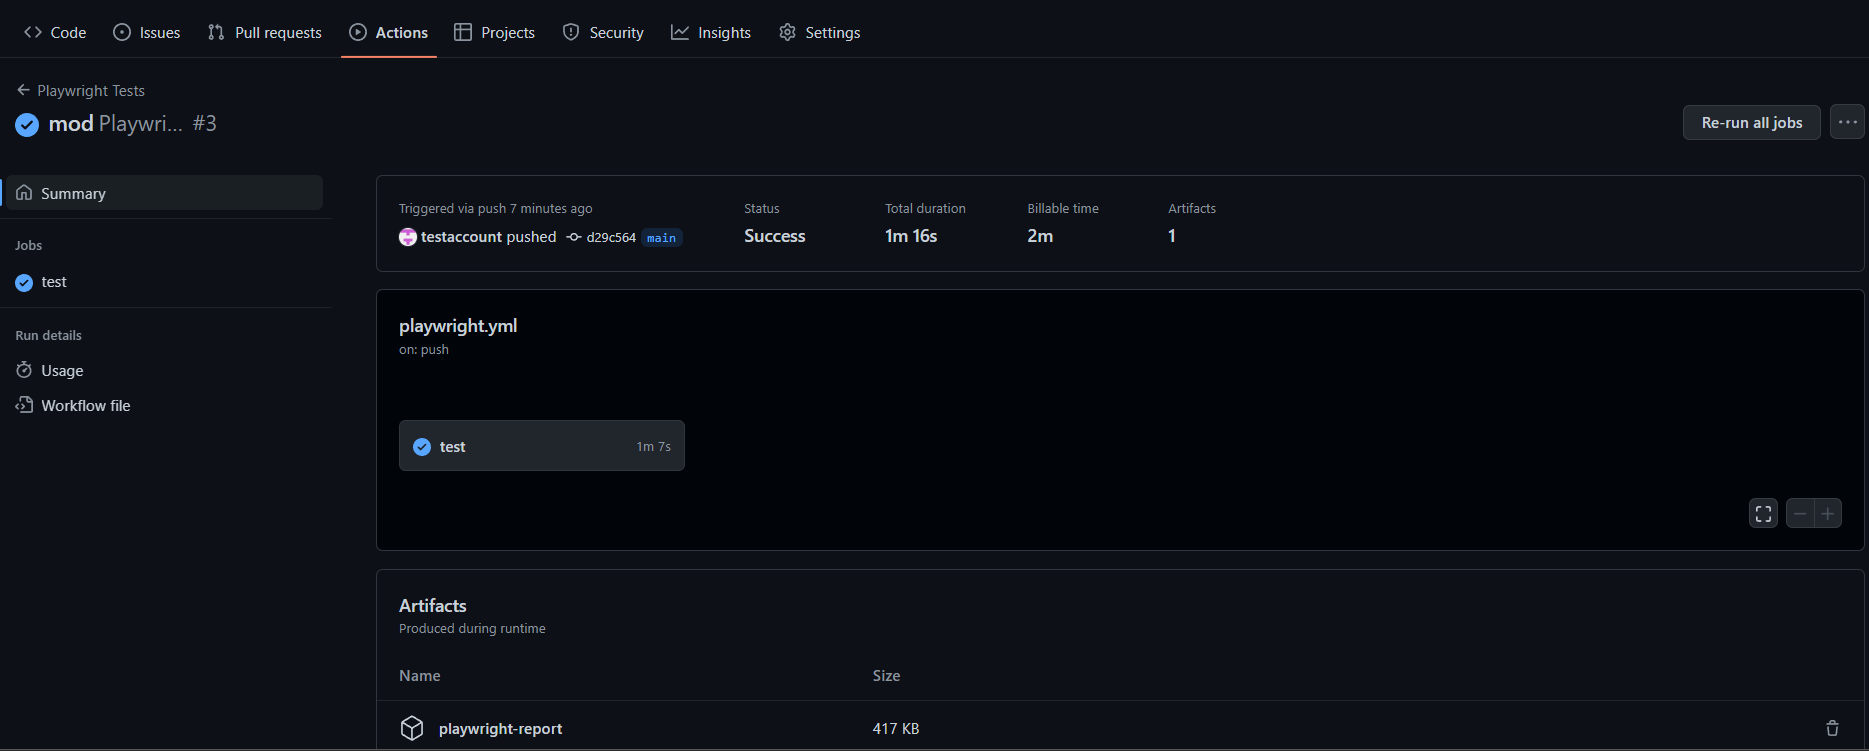 Code Issues Pull requests Actions Projects Security Insights Settings
Playwright Tests
mod Playwri... #3
Re-run all jobs
Summary
Jobs
test
Run details
Usage
Workflow file
Triggered via push 7 minutes ago
testaccount pushed d29c564 main
Status
Success
Total duration
1m 16s
Billable time
2m
Artifacts
1
playwright.yml
on: push
test 1m 7s
Artifacts
Produced during runtime
Name Size
playwright-report 417 KB